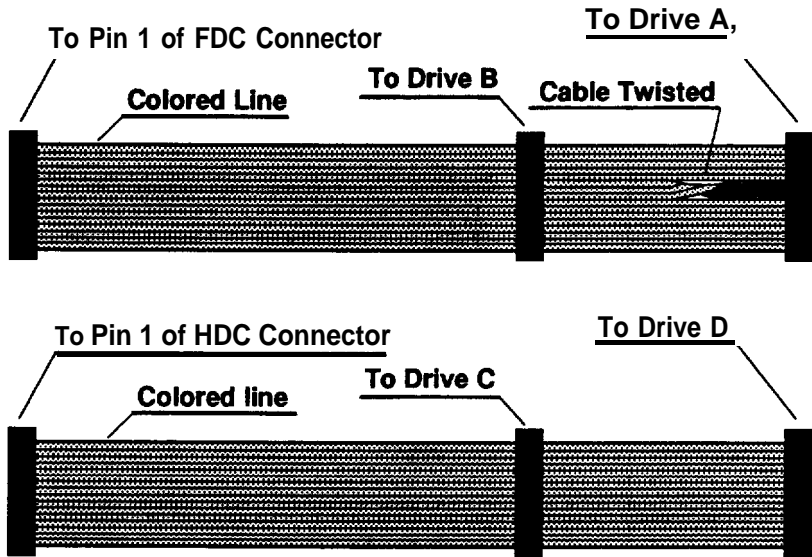 To Pin 1 of FDC Connector
To Drive A,
To Drive B
Cable Twisted
Colored Line
To Pin 1 of HDC Connector
To Drive D
To Drive C
Colored line